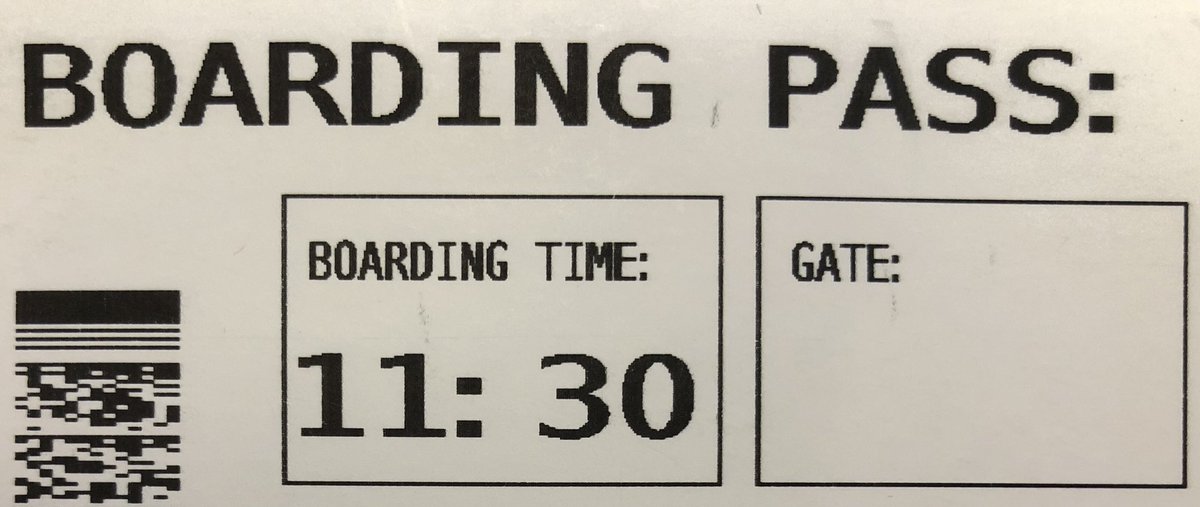 BOARDING PASS:
BOARDING TIME:
GATE:
11: 30